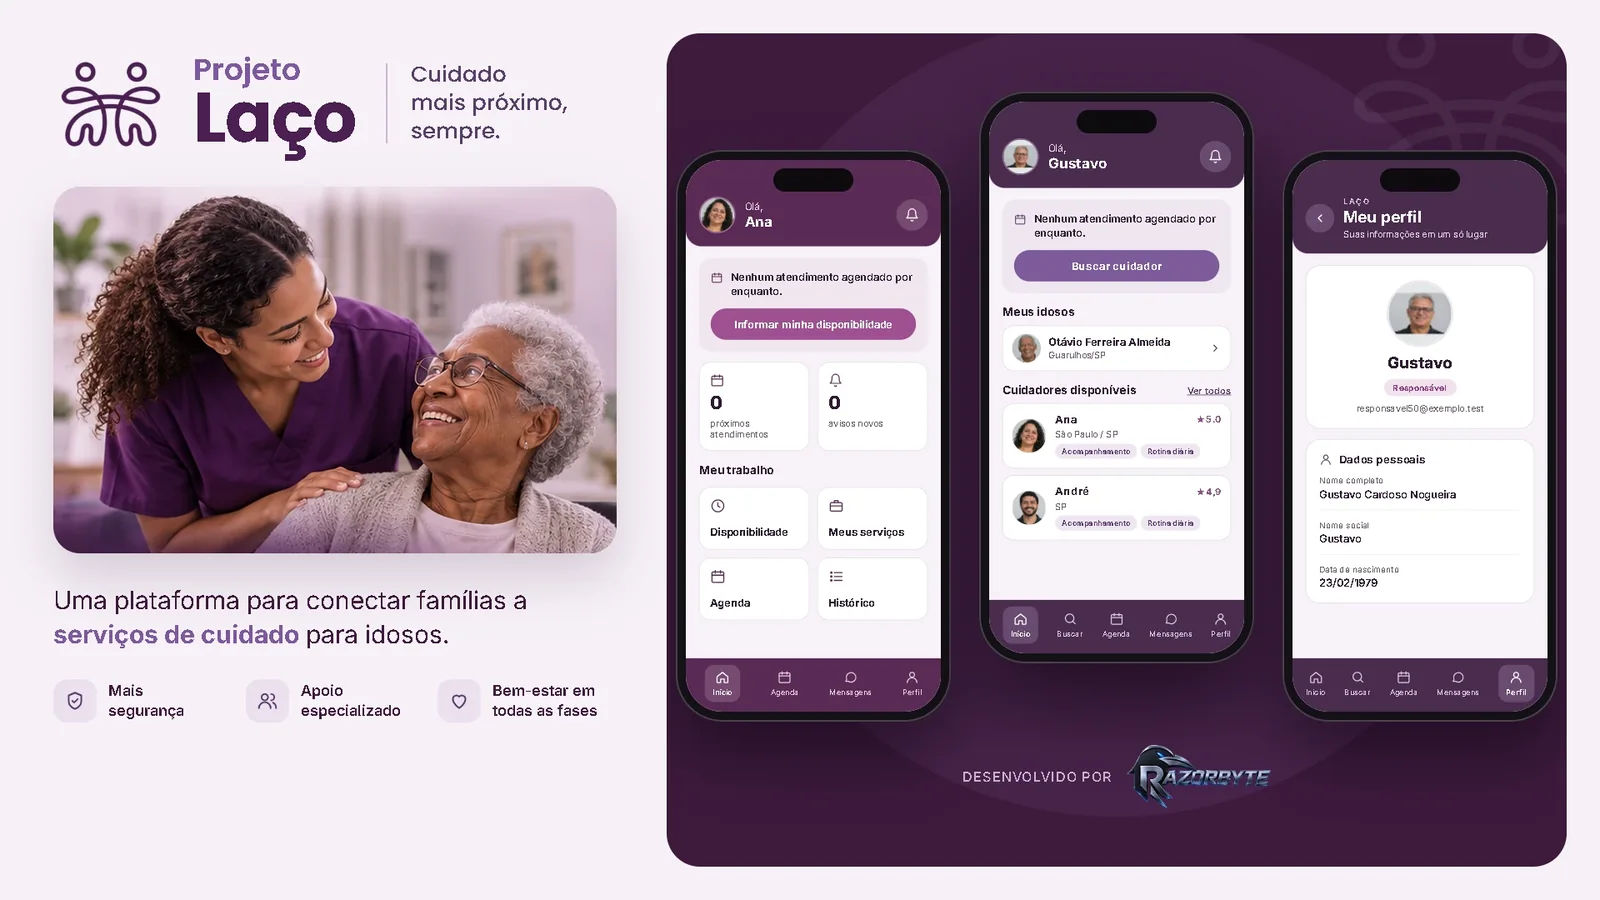 Projeto
Laço
Cuidado
mais próximo,
sempre.
Uma plataforma para conectar famílias a
serviços de cuidado para idosos.
Mais
segurança
Apoio
especializado
Bem-estar em
todas as fases
Olá,
Ana
Nenhum atendimento agendado por
enquanto.
Informar minha disponibilidade
0
próximos
atendimentos
0
avisos novos
Meu trabalho
Disponibilidade
Meus serviços
Agenda
Histórico
Início
Agenda
Mensagens
Perfil
Olá,
Gustavo
Nenhum atendimento agendado por
enquanto.
Buscar cuidador
Meus idosos
Otávio Ferreira Almeida
Guarulhos/SP
Cuidadores disponíveis
Ver todos
Ana
★5.0
São Paulo / SP
Acompanhamento
Rotina diária
André
★4,9
SP
Acompanhamento
Rotina diária
Início
Buscar
Agenda
Mensagens
Perfil
LAÇO
Meu perfil
Suas informações em um só lugar
Gustavo
Responsável
responsavel50@exemplo.test
Dados pessoais
Nome completo
Gustavo Cardoso Nogueira
Nome social
Gustavo
Data de nascimento
23/02/1979
Início
Buscar
Agenda
Mensagens
Perfil
DESENVOLVIDO POR
RAZORBYTE